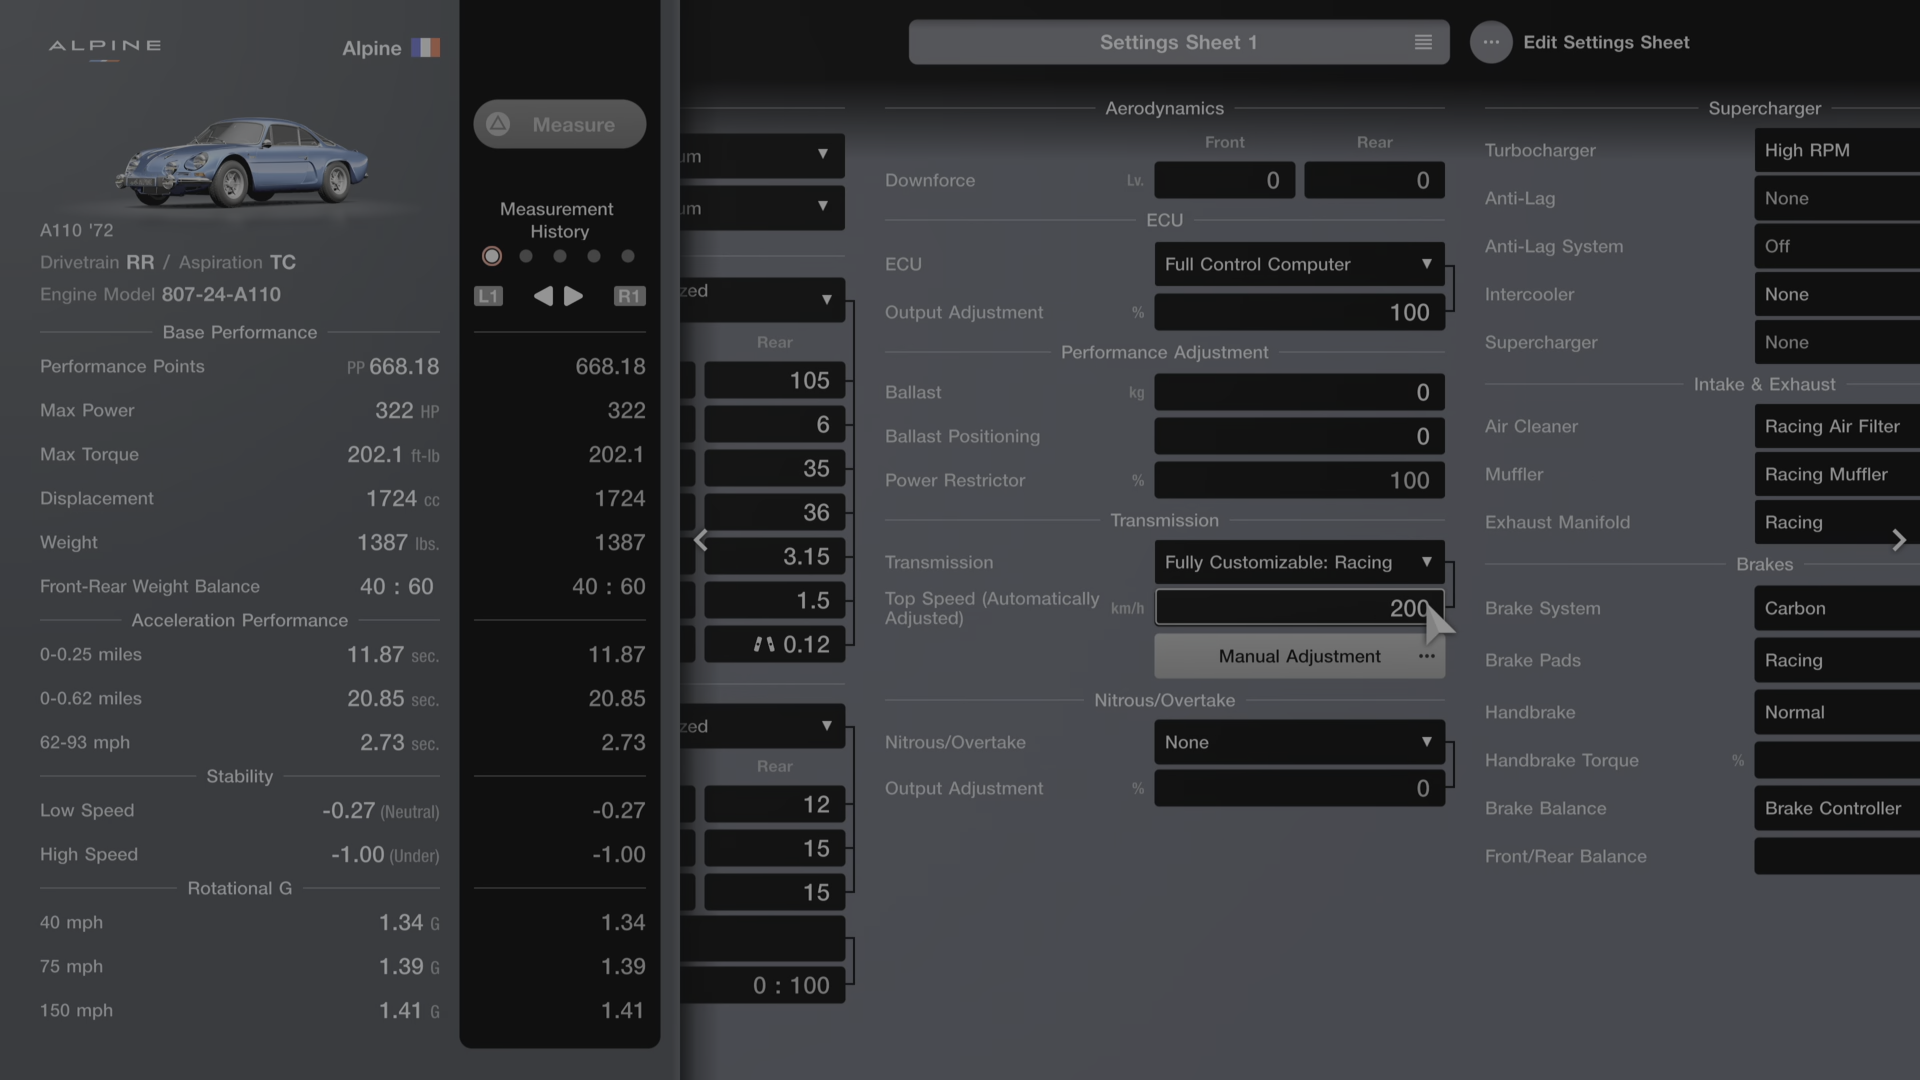 ALPINE
Alpine
A110 '72
Drivetrain RR / Aspiration TC
Engine Model 807-24-A110
Base Performance
Performance Points PP 668.18
Max Power 322 HP
Max Torque 202.1 ft-lb
Displacement 1724 cc
Weight 1387 lbs.
Front-Rear Weight Balance 40 : 60
Acceleration Performance
0-0.25 miles 11.87 sec.
0-0.62 miles 20.85 sec.
62-93 mph 2.73 sec.
Stability
Low Speed -0.27 (Neutral)
High Speed -1.00 (Under)
Rotational G
40 mph 1.34 G
75 mph 1.39 G
150 mph 1.41 G
Measure
Measurement
History
L1 R1
668.18
322
202.1
1724
1387
40 : 60
11.87
20.85
2.73
-0.27
-1.00
1.34
1.39
1.41
Settings Sheet 1
Edit Settings Sheet
um
um
zed
Rear
105
6
35
36
3.15
1.5
0.12
zed
Rear
12
15
15
0 : 100
Aerodynamics
Front Rear
Downforce Lv. 0 0
ECU
ECU Full Control Computer
Output Adjustment % 100
Performance Adjustment
Ballast kg 0
Ballast Positioning 0
Power Restrictor % 100
Transmission
Transmission Fully Customizable: Racing
Top Speed (Automatically
Adjusted) km/h 200
Manual Adjustment
Nitrous/Overtake
Nitrous/Overtake None
Output Adjustment % 0
Supercharger
Turbocharger High RPM
Anti-Lag None
Anti-Lag System Off
Intercooler None
Supercharger None
Intake & Exhaust
Air Cleaner Racing Air Filter
Muffler Racing Muffler
Exhaust Manifold Racing
Brakes
Brake System Carbon
Brake Pads Racing
Handbrake Normal
Handbrake Torque %
Brake Balance Brake Controller
Front/Rear Balance